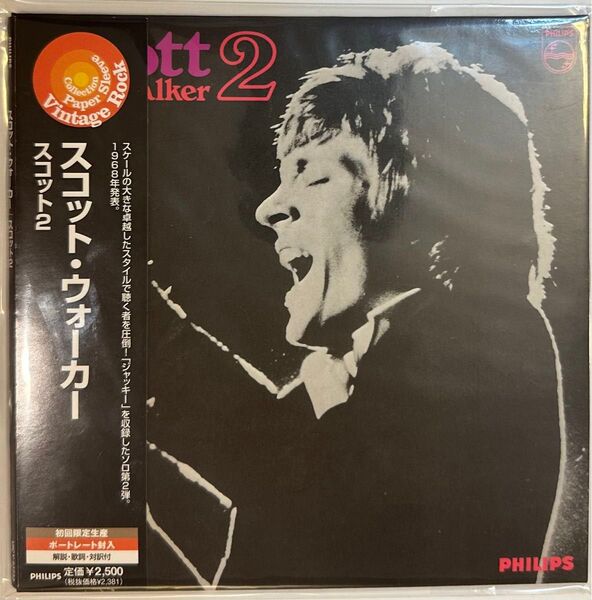 Collection
Paper Sleeve
Vintage Rock
スコット・ウォーカー
スコット2
スケールの大きな卓越したスタイルで聴く者を圧倒!「ジャッキー」を収録したソロ第2弾。
1968年発表。
初回限定生産
ポートレート封入
解説・歌詞・対訳付
PHILIPS 定価¥2,500
(税抜価格¥2,381)
ott 2
alker
PHILIPS
PHILIPS